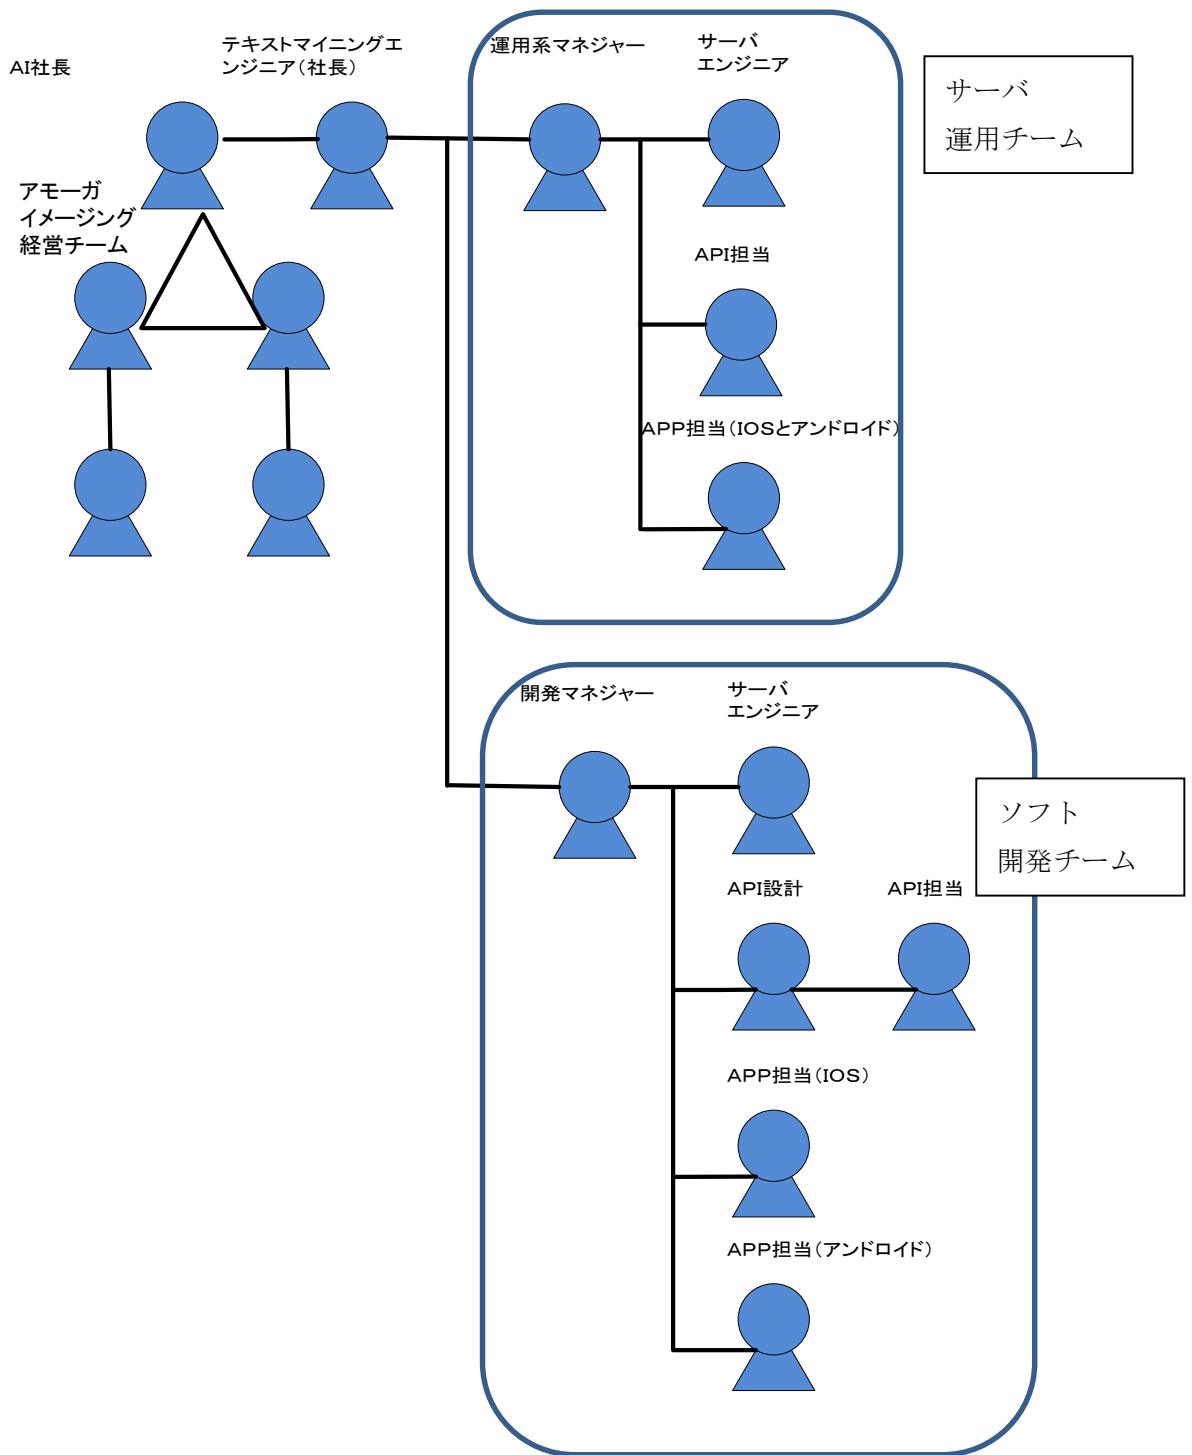 AI社長
テキストマイニングエ
ンジニア（社長）
運用系マネジャー
サーバ
エンジニア
サーバ
運用チーム
アモーガ
イメージング
経営チーム
API担当
APP担当（IOSとアンドロイド）
開発マネジャー
サーバ
エンジニア
ソフト
開発チーム
API設計
API担当
APP担当（IOS）
APP担当（アンドロイド）